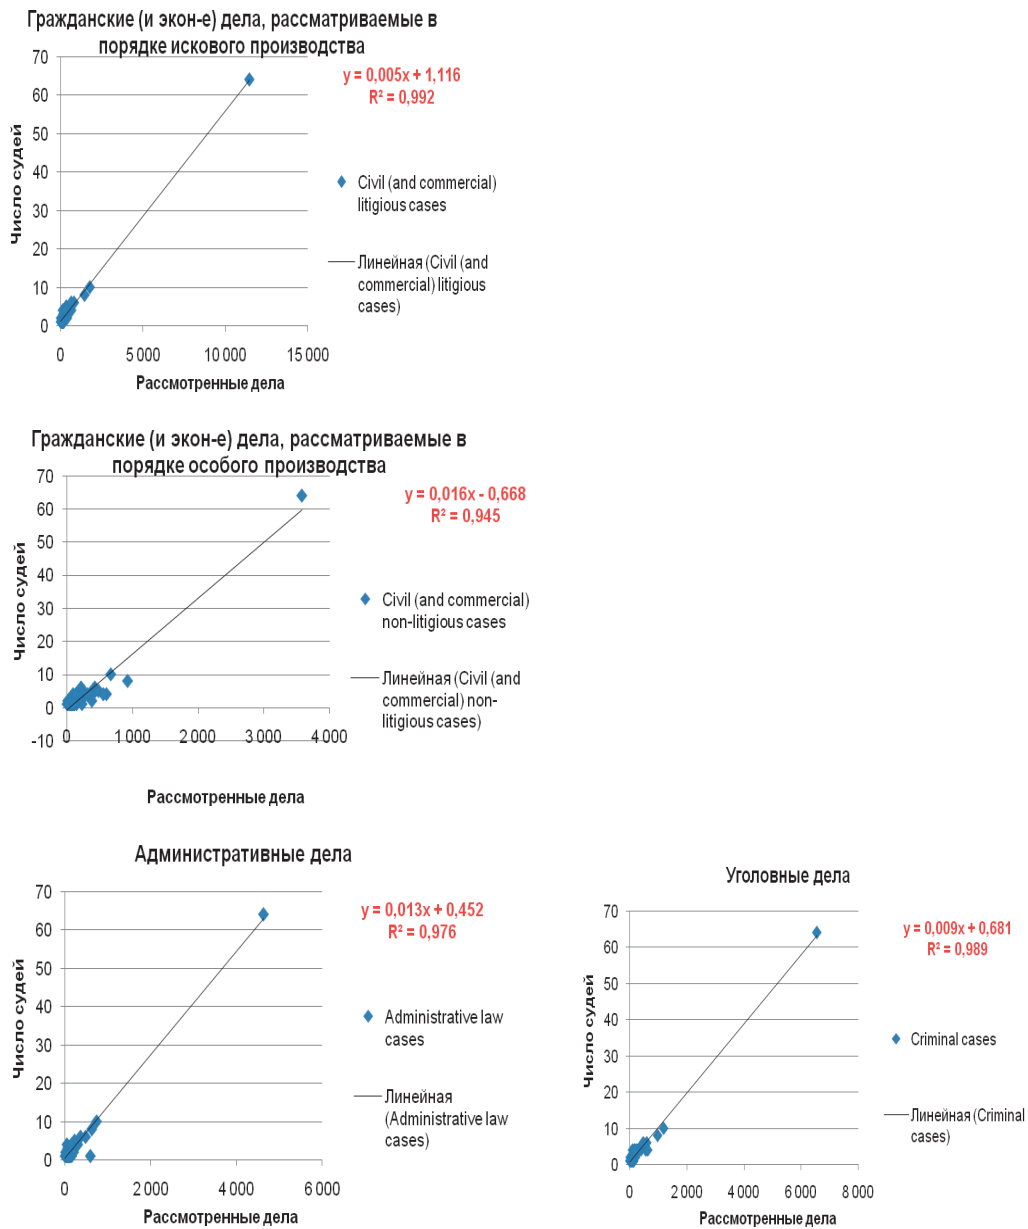 Гражданские (и экон-е) дела, рассматриваемые в
порядке искового производства
y = 0,005x + 1,116
R² = 0,992
70
60
50
40
30
20
10
0
Число судей
0 5 000 10 000 15 000
Рассмотренные дела
Civil (and commercial)
litigious cases
Линейная (Civil (and
commercial) litigious
cases)
Гражданские (и экон-е) дела, рассматриваемые в
порядке особого производства
y = 0,016x - 0,668
R² = 0,945
70
60
50
40
30
20
10
0
-10
Число судей
0 1 000 2 000 3 000 4 000
Рассмотренные дела
Civil (and commercial)
non-litigious cases
Линейная (Civil (and
commercial) non-
litigious cases)
Административные дела
y = 0,013x + 0,452
R² = 0,976
70
60
50
40
30
20
10
0
Число судей
0 2 000 4 000 6 000
Рассмотренные дела
Administrative law
cases
Линейная
(Administrative law
cases)
Уголовные дела
y = 0,009x + 0,681
R² = 0,989
70
60
50
40
30
20
10
0
Число судей
0 2 000 4 000 6 000 8 000
Рассмотренные дела
Criminal cases
Линейная (Criminal
cases)